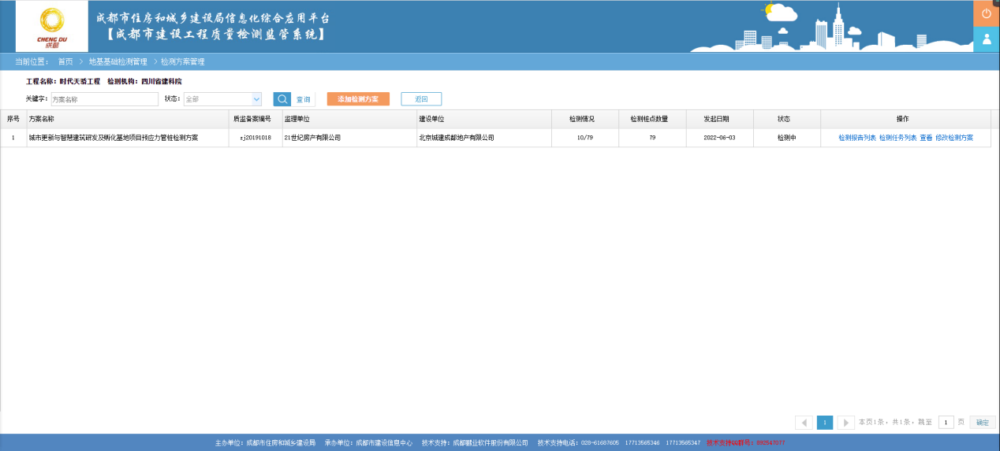 成都市住房和城乡建设局信息化综合应用平台
【成都市建设工程质量检测监管系统】
CHENG DU
成都
当前位置： 首页 > 地基基础检测管理 > 检测方案管理
工程名称：时代天骄工程 检测机构：四川省建科院
关键字： 方案名称 状态： 全部 查询 添加检测方案 返回
序号 方案名称 质监备案编号 监理单位 建设单位 检测情况 检测桩点数量 发起日期 状态 操作
1 城市更新与智慧建筑研发及孵化基地项目预应力管桩检测方案 zj20191018 21世纪房产有限公司 北京城建成都地产有限公司 10/79 79 2022-06-03 检测中 检测报告列表 检测任务列表 查看 修改检测方案
1 本页1条，共1条，跳至 1 页 确定
主办单位：成都市住房和城乡建设局 承办单位：成都市建设信息中心 技术支持：成都鹏业软件股份有限公司 技术支持电话：028-61687605 17713565346 17713565347 技术支持QQ群号：892547077